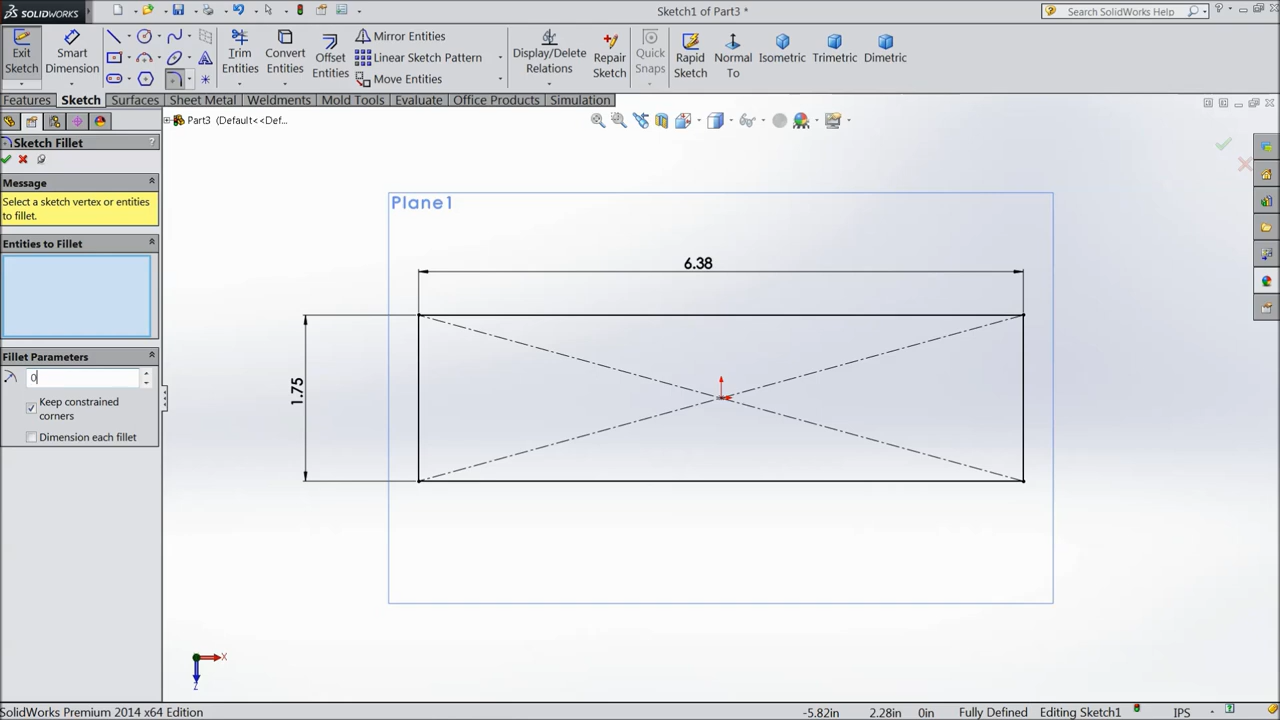 SOLIDWORKS
Sketch1 of Part3 *
Search SolidWorks Help
Exit Sketch
Smart Dimension
Trim Entities
Convert Entities
Offset Entities
Mirror Entities
Linear Sketch Pattern
Move Entities
Display/Delete Relations
Repair Sketch
Quick Snaps
Rapid Sketch
Normal To
Isometric
Trimetric
Dimetric
Features
Sketch
Surfaces
Sheet Metal
Weldments
Mold Tools
Evaluate
Office Products
Simulation
Part3 (Default<<Def...
Sketch Fillet
?
Message
Select a sketch vertex or entities
to fillet.
Entities to Fillet
Fillet Parameters
0
Keep constrained
corners
Dimension each fillet
Plane1
6.38
1.75
X
Z
SolidWorks Premium 2014 x64 Edition
-5.82in
2.28in
0in
Fully Defined
Editing Sketch1
IPS